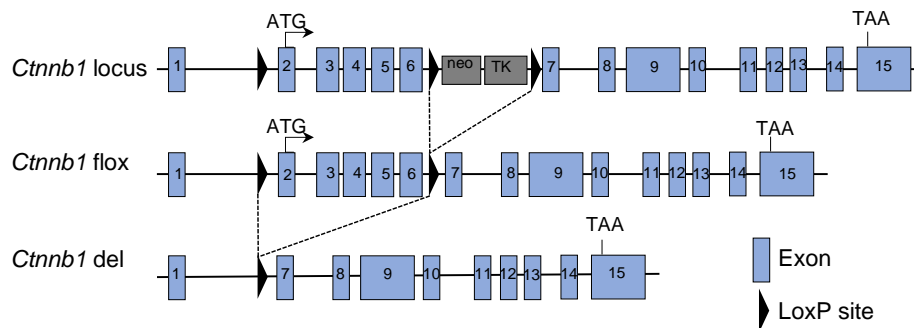 ATG TAA
Ctnnb1 locus 1 2 3 4 5 6 neo TK 7 8 9 10 11 12 13 14 15
ATG TAA
Ctnnb1 flox 1 2 3 4 5 6 7 8 9 10 11 12 13 14 15
TAA
Ctnnb1 del 1 7 8 9 10 11 12 13 14 15
Exon
LoxP site